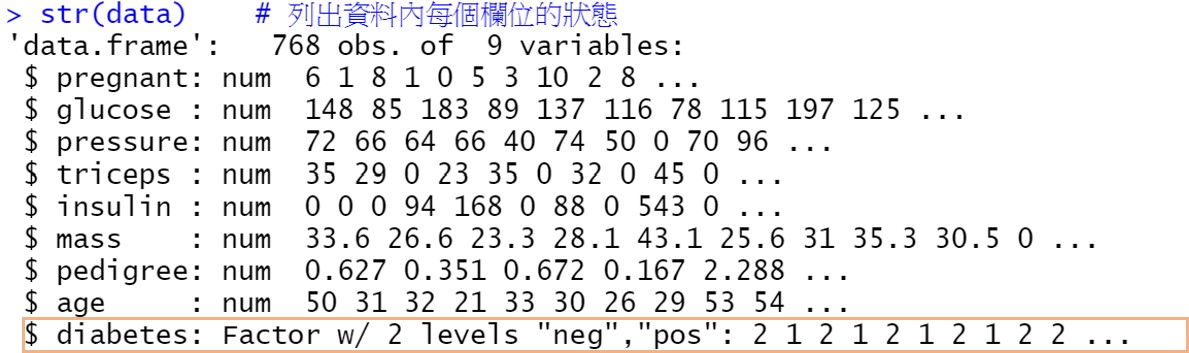 > str(data)    # 列出資料內每個欄位的狀態
'data.frame':   768 obs. of  9 variables:
 $ pregnant: num  6 1 8 1 0 5 3 10 2 8 ...
 $ glucose : num  148 85 183 89 137 116 78 115 197 125 ...
 $ pressure: num  72 66 64 66 40 74 50 0 70 96 ...
 $ triceps : num  35 29 0 23 35 0 32 0 45 0 ...
 $ insulin : num  0 0 0 94 168 0 88 0 543 0 ...
 $ mass    : num  33.6 26.6 23.3 28.1 43.1 25.6 31 35.3 30.5 0 ...
 $ pedigree: num  0.627 0.351 0.672 0.167 2.288 ...
 $ age     : num  50 31 32 21 33 30 26 29 53 54 ...
 $ diabetes: Factor w/ 2 levels "neg","pos": 2 1 2 1 2 1 2 1 2 2 ...